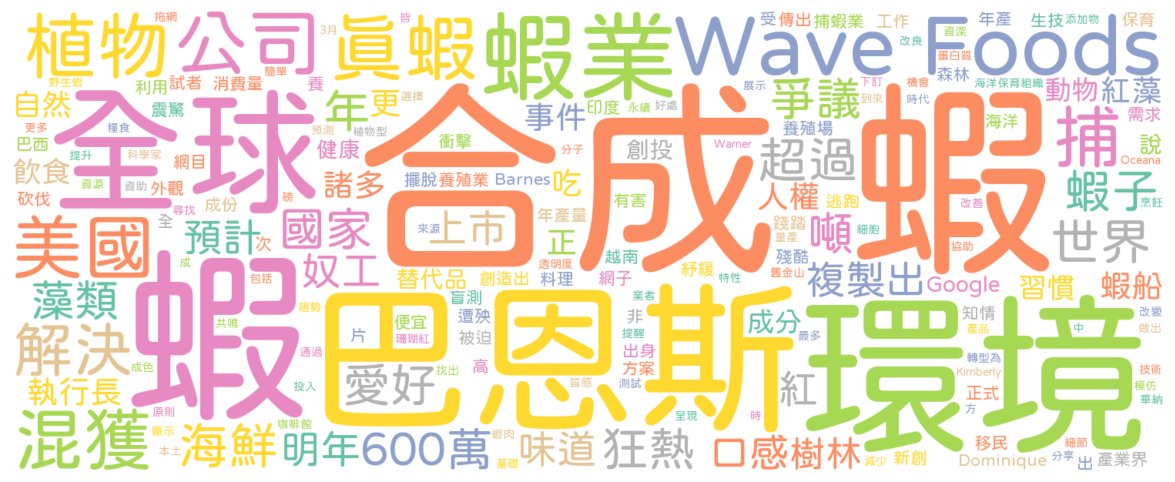 拖網 皆 3月
植物 公司 真蝦 蝦業 Wave Foods
受 傳出 捕蝦業 工作 年產 生技 添加物 保育
改良 資深
野生蝦 利用 試者 簡單 消費量 養 蛋白質 機會 森林 海洋保育組織 下訂 動物 紅藻
自然 震驚 年 更 選擇 事件 印度 永續 好處 展示 爭議 到來 時代 海洋 需求
全球 合成蝦 環境
更多 糧食 預測 植物型 養殖場 捕 說
巴西 提升 科學家 網目 健康 衝擊 分子 創投 Warner 超過 Oceana
飲食 資源 資助 外觀 諸多 擺脫 養殖業 Barnes 吃 有害 人權 逃跑 改善 蝦子 烹飪
砍伐 尋找 成份 磅 年產量 踐踏 量產 細胞 協助
美國 全 次 國家 來源 上市 正 越南 噸 世界
預計 成 包括 奴工 替代品 創造出 透明度 料理 網子 特性 紓緩 殘酷 舊金山 複製出 Google 習慣 蝦船
藻類 趨勢 盲測 業者
蝦 巴恩斯
共鳴 片 便宜 遭殃 非 成分 知情 產品 中 改變 做出
解決 通過 珊瑚紅 被迫 提醒 最多
成色 愛好 找出 高 出身 方案 轉型為 技術
執行長 投入 質感 測試 紅 Kimberly 正式 模仿 華納
混獲 原則 咖啡館 呈現 時 方
顯示 海鮮 明年 600萬 蝦肉 味道 狂熱 口感 樹林 移民 細節
本土 基礎 減少 新創 Dominique 分享 出 產業界